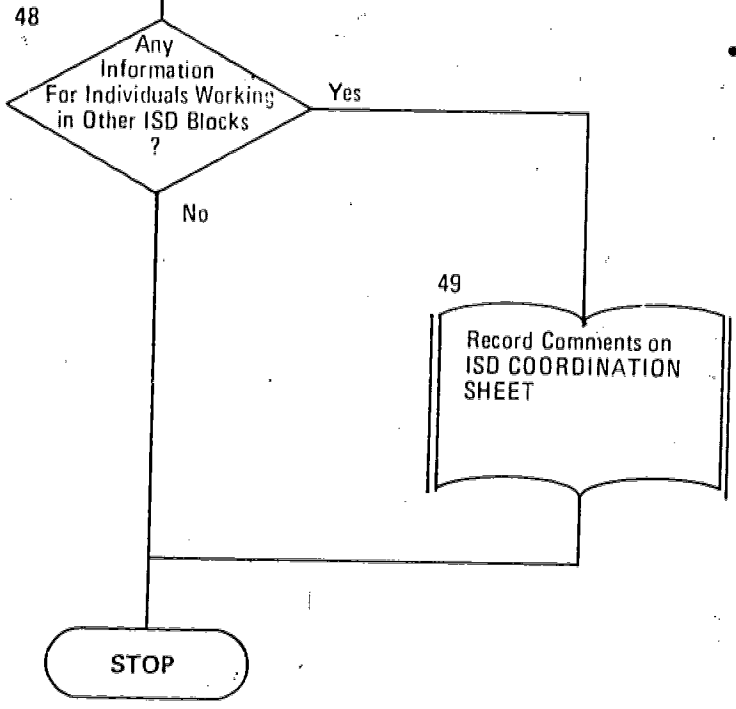 48
Any
Information
For Individuals Working
in Other ISD Blocks
?
Yes
No
49
Record Comments on
ISD COORDINATION
SHEET
STOP